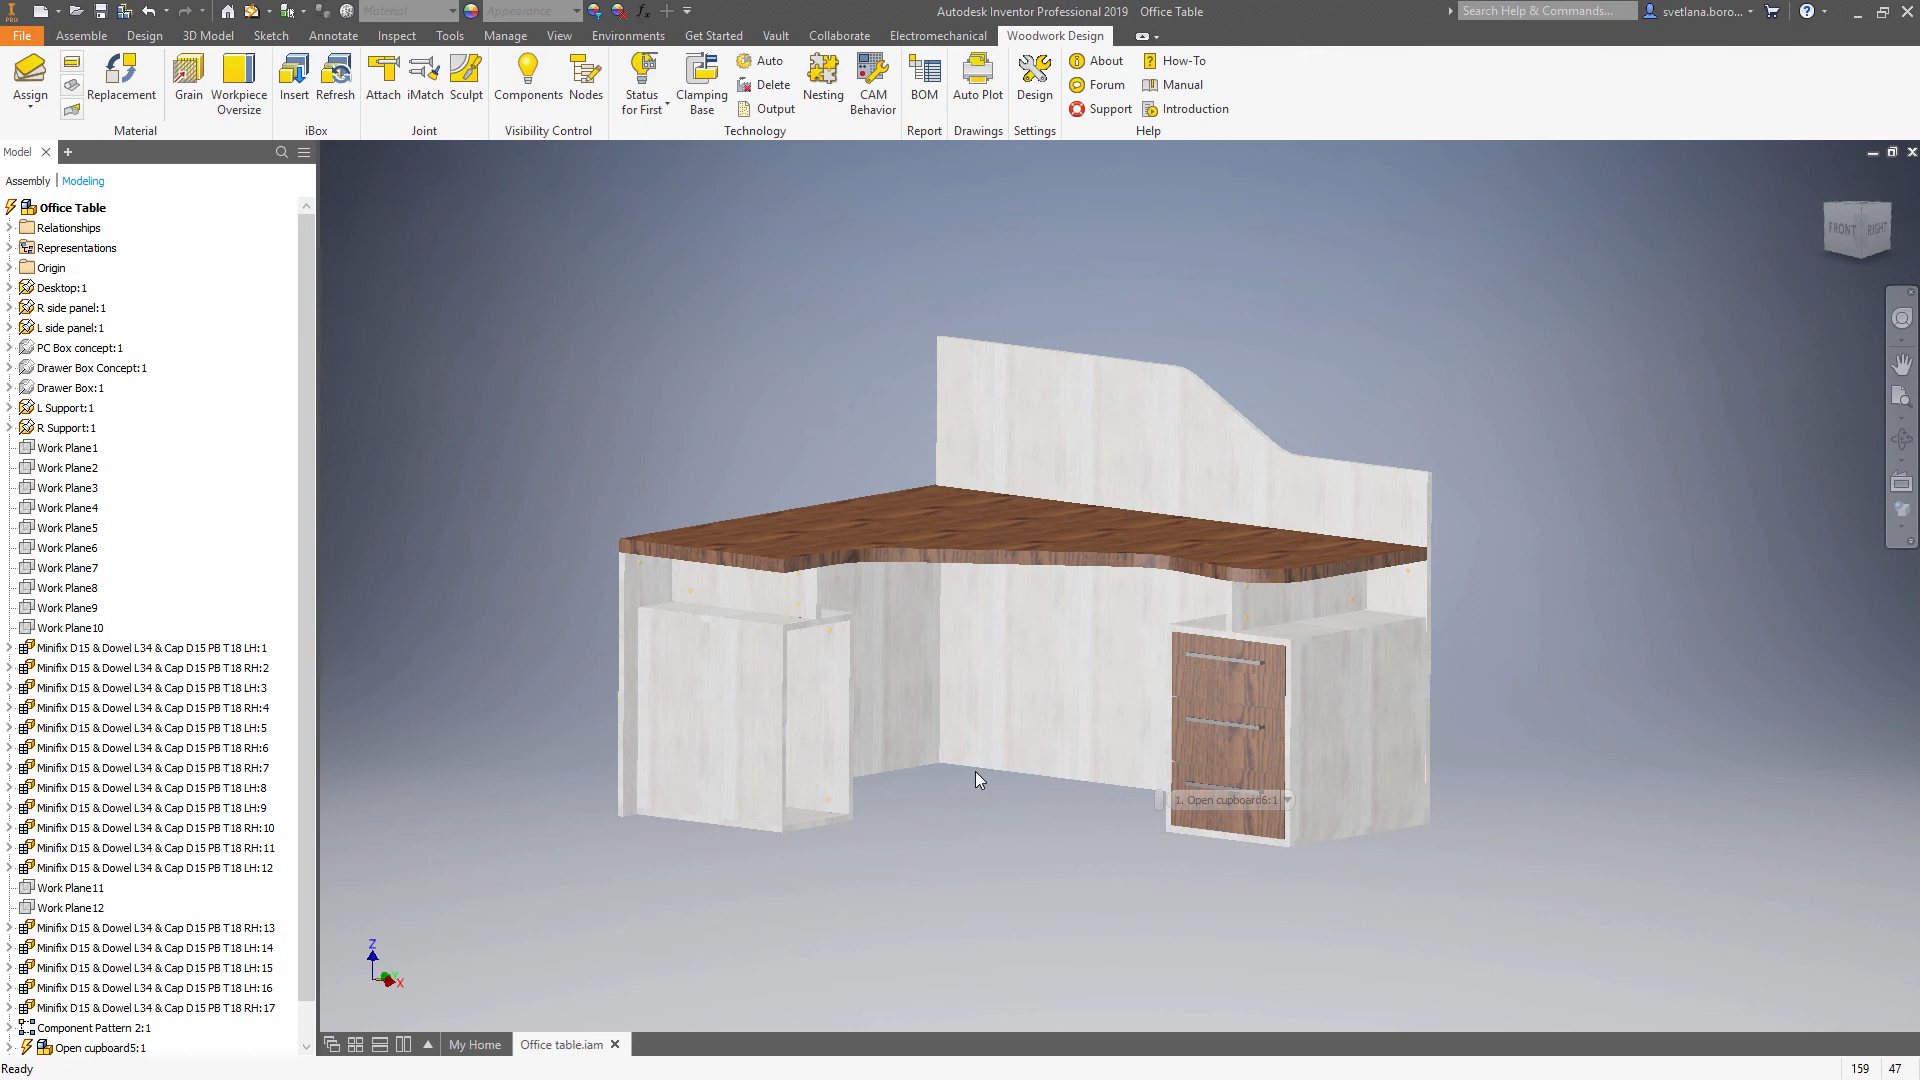 PRO
Material
Appearance
Autodesk Inventor Professional 2019 Office Table
Search Help & Commands...
svetlana.boro...
File
Assemble
Design
3D Model
Sketch
Annotate
Inspect
Tools
Manage
View
Environments
Get Started
Vault
Collaborate
Electromechanical
Woodwork Design
Assign
Replacement
Grain
Workpiece
Oversize
Material
Insert
Refresh
iBox
Attach
iMatch
Sculpt
Joint
Components
Nodes
Visibility Control
Status
for First
Clamping
Base
Auto
Delete
Output
Nesting
CAM
Behavior
Technology
BOM
Report
Auto Plot
Drawings
Design
Settings
About
Forum
Support
How-To
Manual
Introduction
Help
Model
Assembly
Modeling
Office Table
Relationships
Representations
Origin
Desktop:1
R side panel:1
L side panel:1
PC Box concept:1
Drawer Box Concept:1
Drawer Box:1
L Support:1
R Support:1
Work Plane1
Work Plane2
Work Plane3
Work Plane4
Work Plane5
Work Plane6
Work Plane7
Work Plane8
Work Plane9
Work Plane10
Minifix D15 & Dowel L34 & Cap D15 PB T18 LH:1
Minifix D15 & Dowel L34 & Cap D15 PB T18 RH:2
Minifix D15 & Dowel L34 & Cap D15 PB T18 LH:3
Minifix D15 & Dowel L34 & Cap D15 PB T18 RH:4
Minifix D15 & Dowel L34 & Cap D15 PB T18 LH:5
Minifix D15 & Dowel L34 & Cap D15 PB T18 RH:6
Minifix D15 & Dowel L34 & Cap D15 PB T18 RH:7
Minifix D15 & Dowel L34 & Cap D15 PB T18 LH:8
Minifix D15 & Dowel L34 & Cap D15 PB T18 LH:9
Minifix D15 & Dowel L34 & Cap D15 PB T18 RH:10
Minifix D15 & Dowel L34 & Cap D15 PB T18 RH:11
Minifix D15 & Dowel L34 & Cap D15 PB T18 LH:12
Work Plane11
Work Plane12
Minifix D15 & Dowel L34 & Cap D15 PB T18 RH:13
Minifix D15 & Dowel L34 & Cap D15 PB T18 LH:14
Minifix D15 & Dowel L34 & Cap D15 PB T18 LH:15
Minifix D15 & Dowel L34 & Cap D15 PB T18 LH:16
Minifix D15 & Dowel L34 & Cap D15 PB T18 RH:17
Component Pattern 2:1
Open cupboard5:1
FRONT
RIGHT
1. Open cupboard6:1
Z
Y
X
My Home
Office table.iam
Ready
159
47